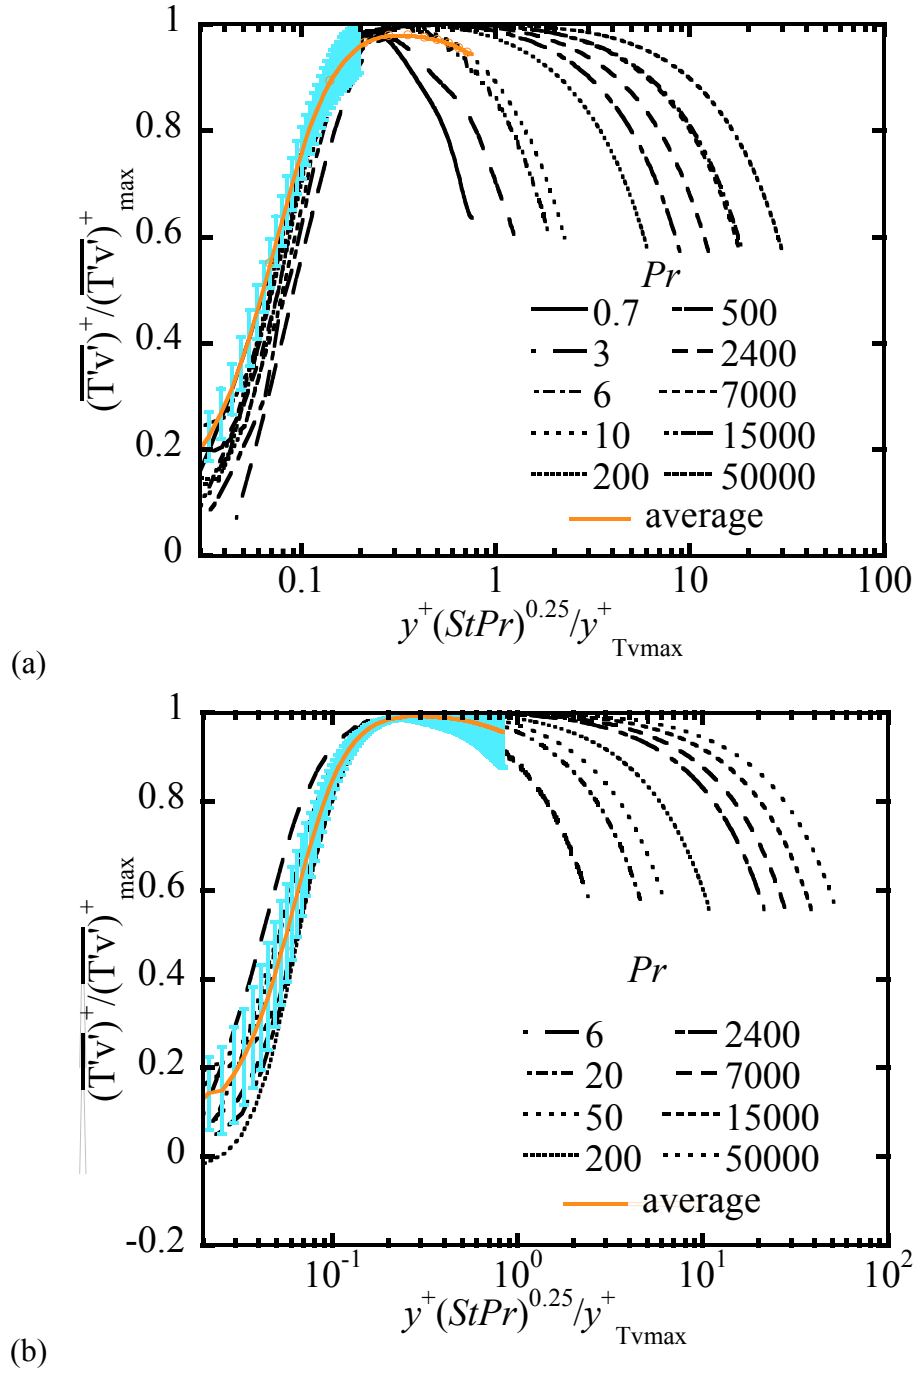 1
0.8
0.6
0.4
0.2
0
(T'v')⁺/(T'v')⁺max
0.1 1 10 100
y⁺(StPr)^0.25/y⁺Tvmax
Pr
0.7 500
3 2400
6 7000
10 15000
200 50000
average
(a)
1
0.8
0.6
0.4
0.2
0
-0.2
(T'v')⁺/(T'v')⁺max
10⁻¹ 10⁰ 10¹ 10²
y⁺(StPr)^0.25/y⁺Tvmax
Pr
6 2400
20 7000
50 15000
200 50000
average
(b)